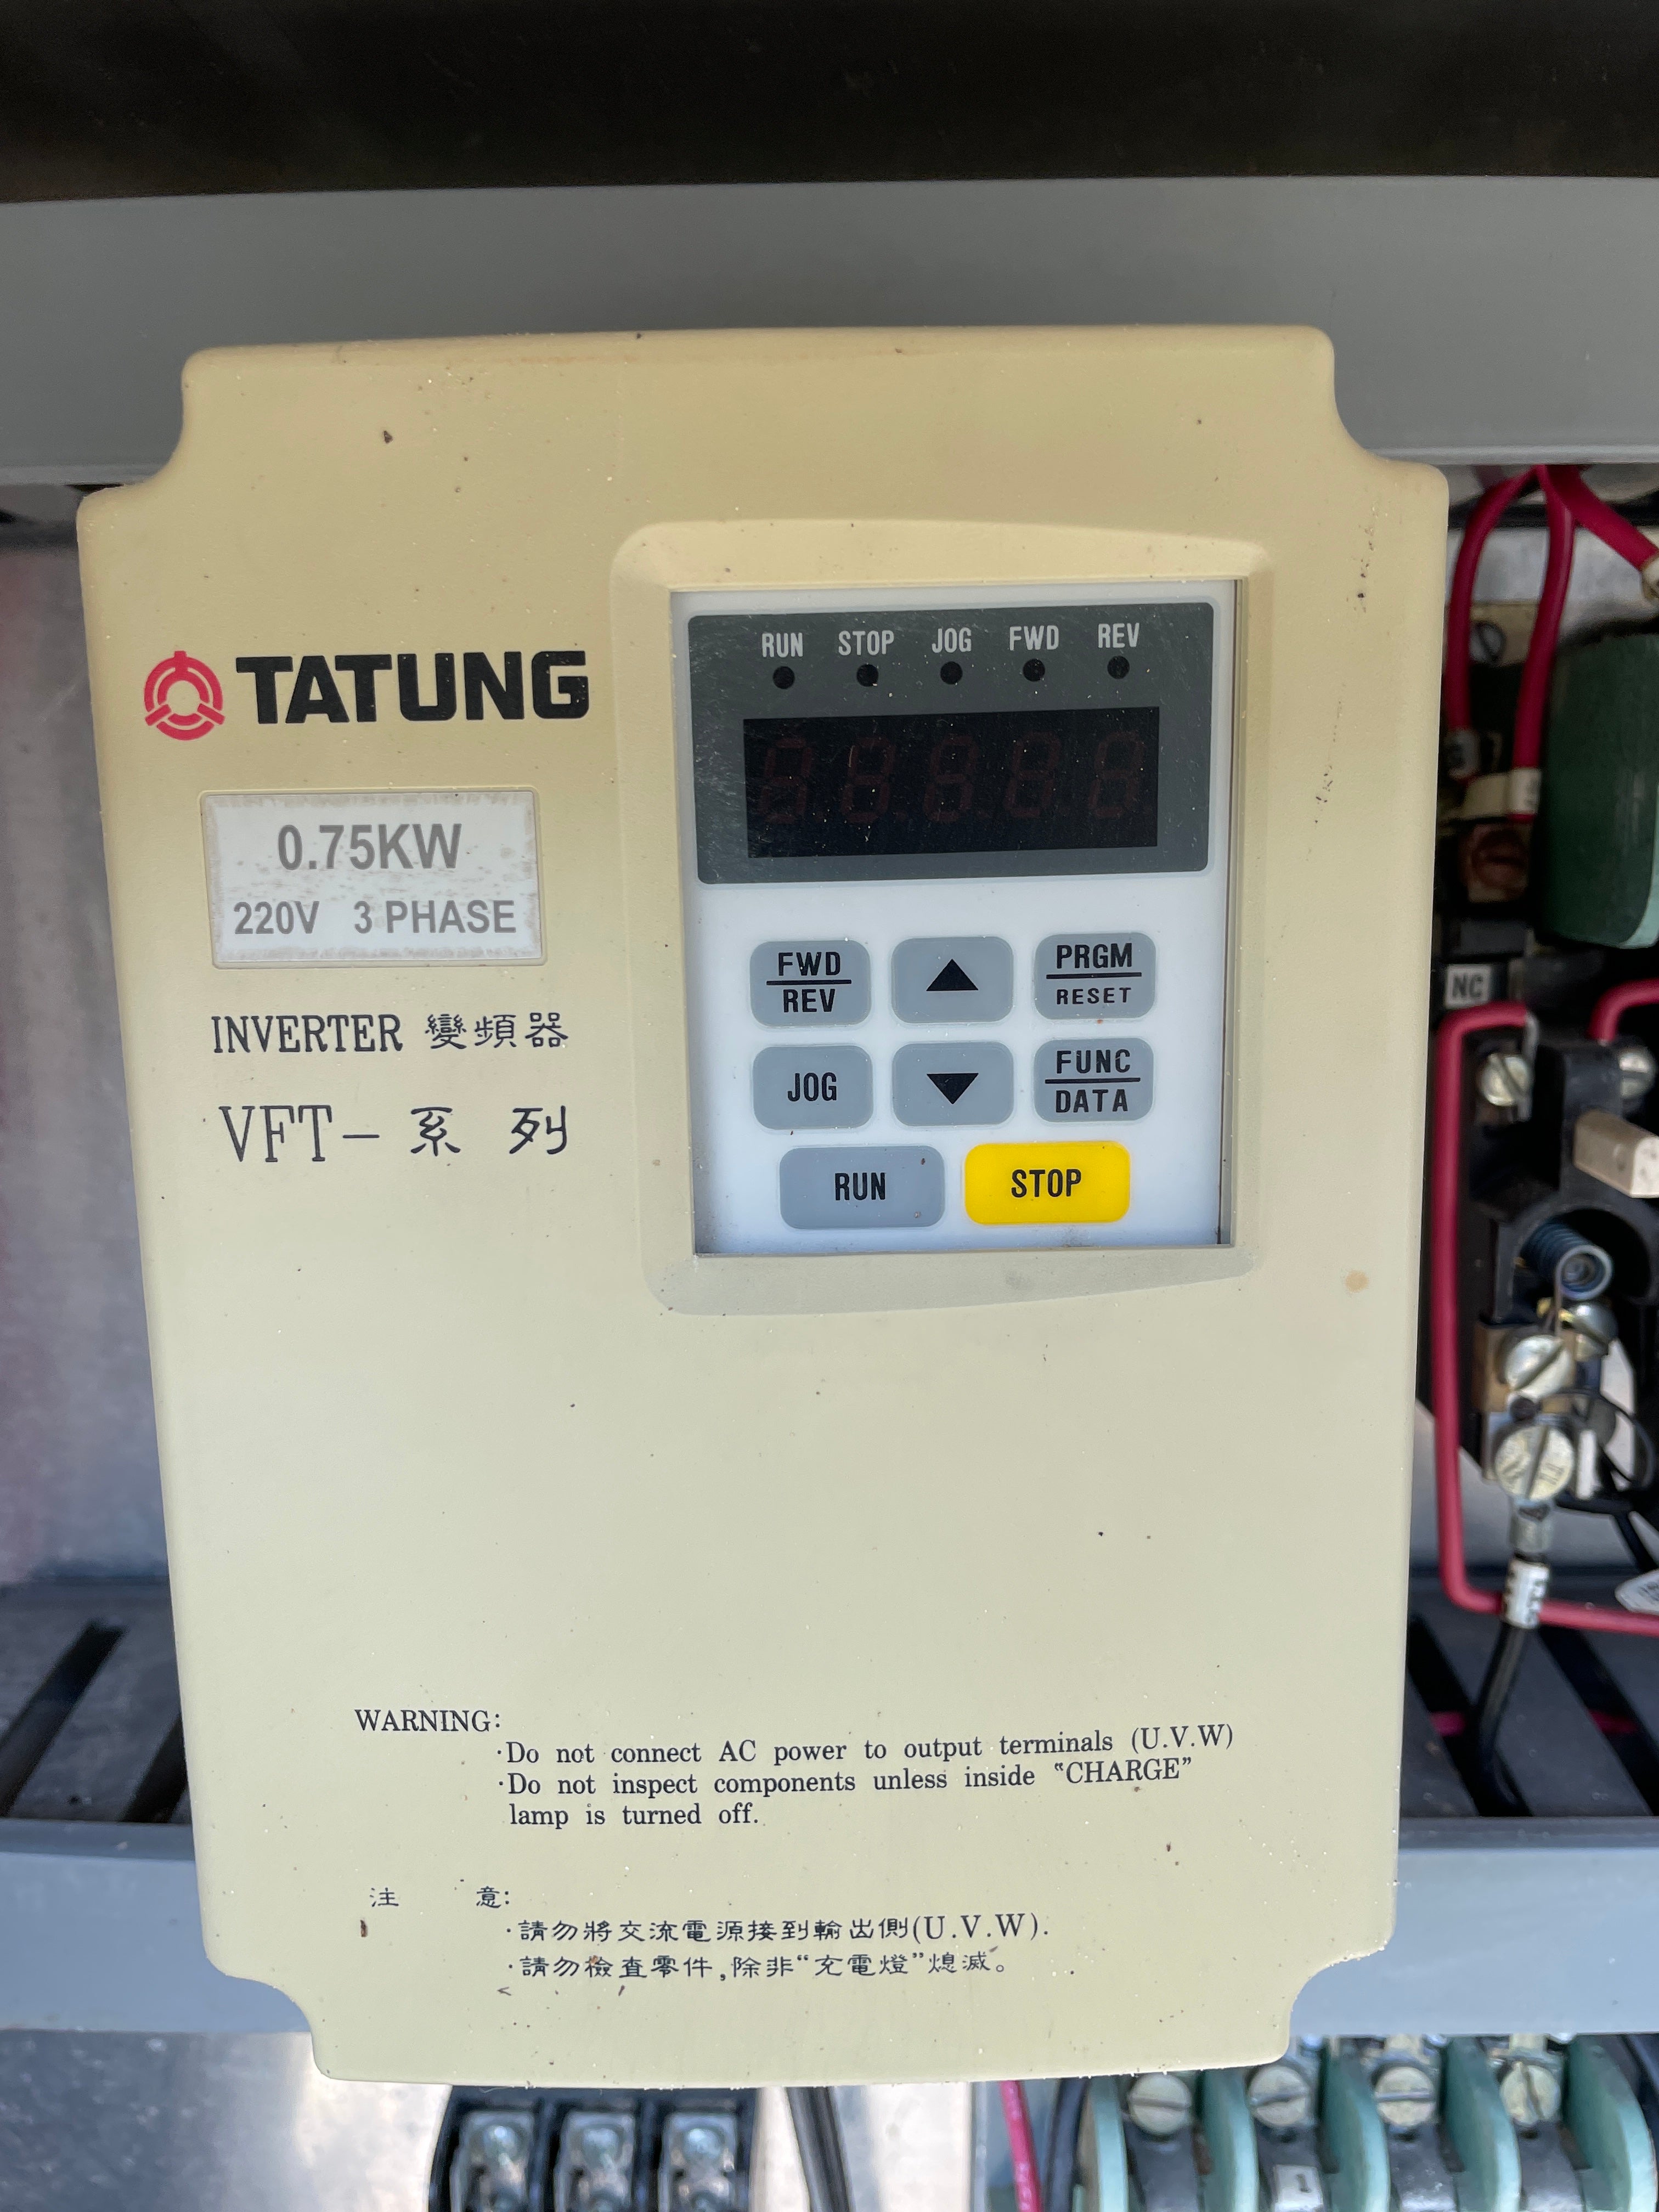 TATUNG
0.75KW
220V 3 PHASE
INVERTER 變頻器
VFT-系列
RUN STOP JOG FWD REV
FWD
REV
▲
PRGM
RESET
JOG
▼
FUNC
DATA
RUN
STOP
WARNING:
·Do not connect AC power to output terminals (U.V.W)
·Do not inspect components unless inside "CHARGE"
lamp is turned off.
注 意:
·請勿將交流電源接到輸出側(U.V.W).
·請勿檢查零件,除非"充電燈"熄滅。
NC
1